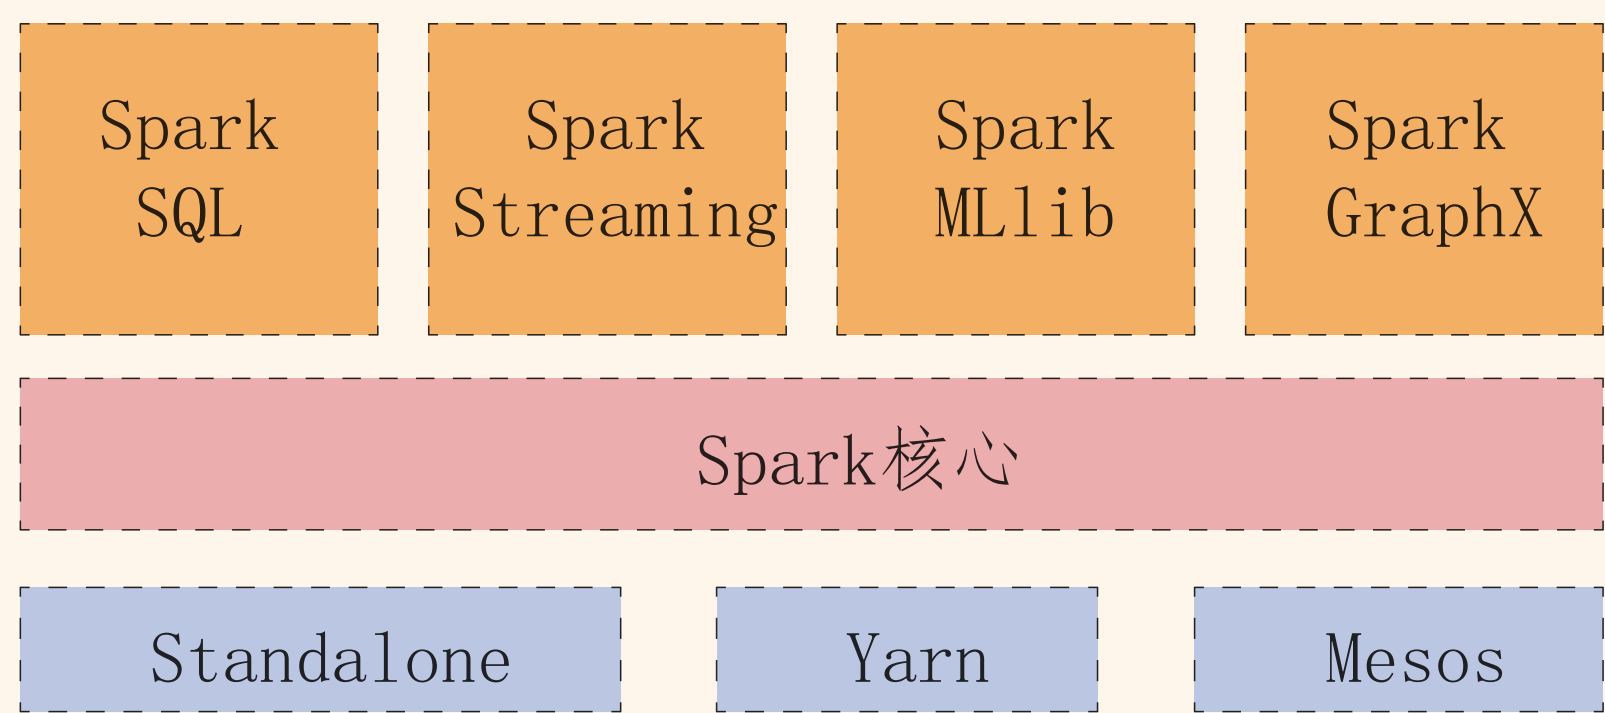 Spark
SQL
Spark
Streaming
Spark
MLlib
Spark
GraphX
Spark核心
Standalone
Yarn
Mesos